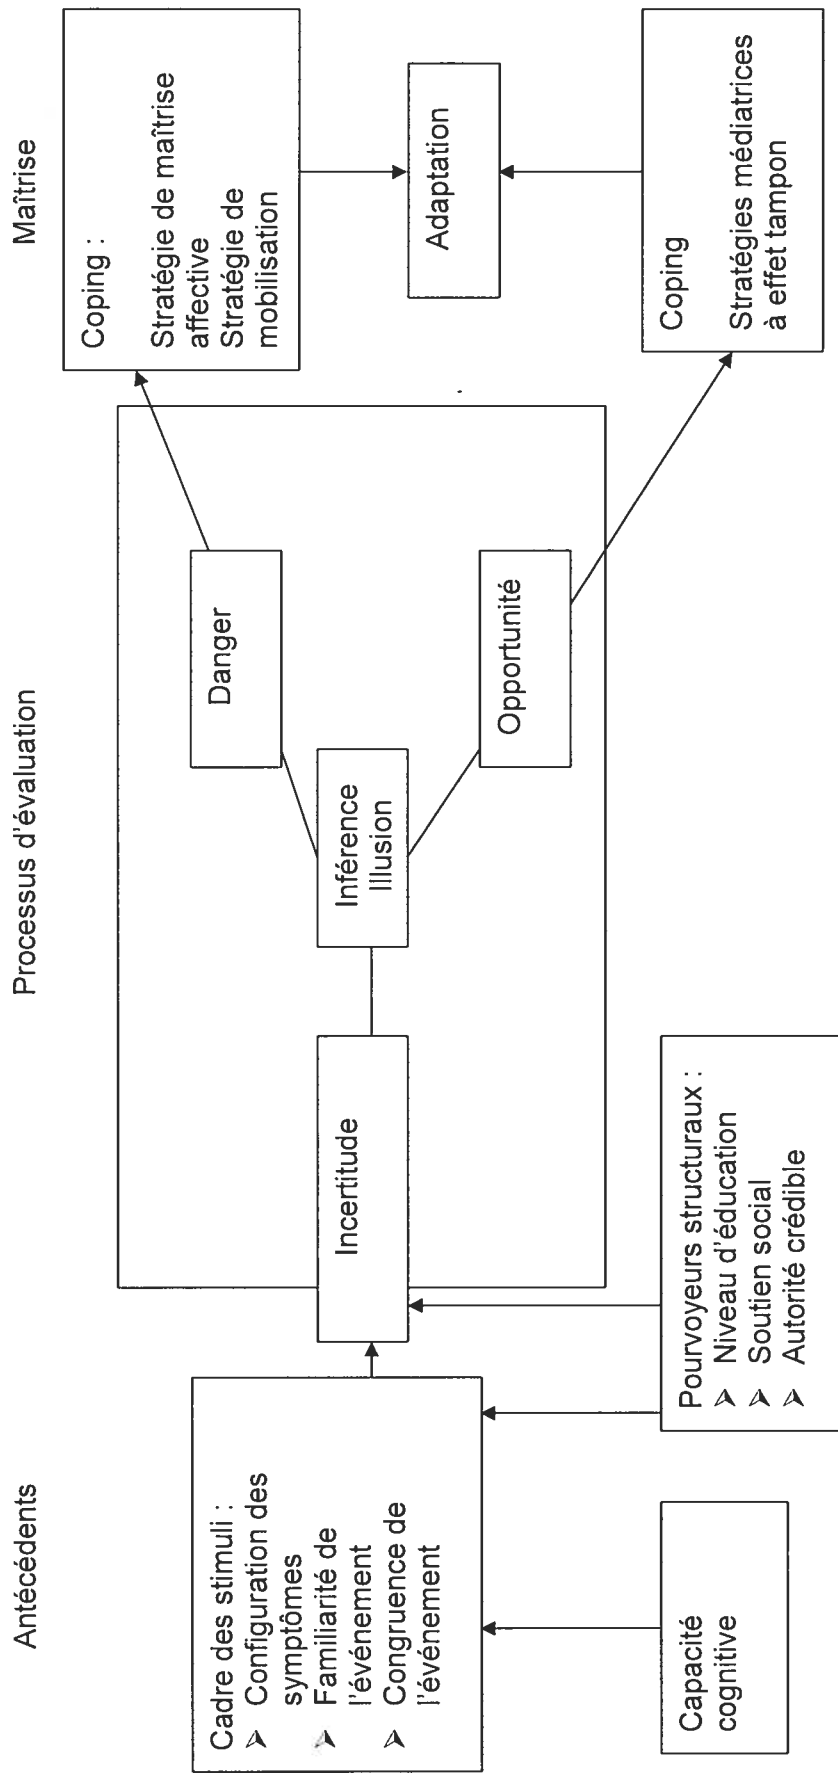 Antécédents
Processus d'évaluation
Maîtrise
Cadre des stimuli :
➢ Configuration des
symptômes
➢ Familiarité de
l'événement
➢ Congruence de
l'événement
Capacité
cognitive
Pourvoyeurs structuraux :
➢ Niveau d'éducation
➢ Soutien social
➢ Autorité crédible
Incertitude
Inférence
Illusion
Danger
Opportunité
Coping :
Stratégie de maîtrise
affective
Stratégie de
mobilisation
Adaptation
Coping
Stratégies médiatrices
à effet tampon